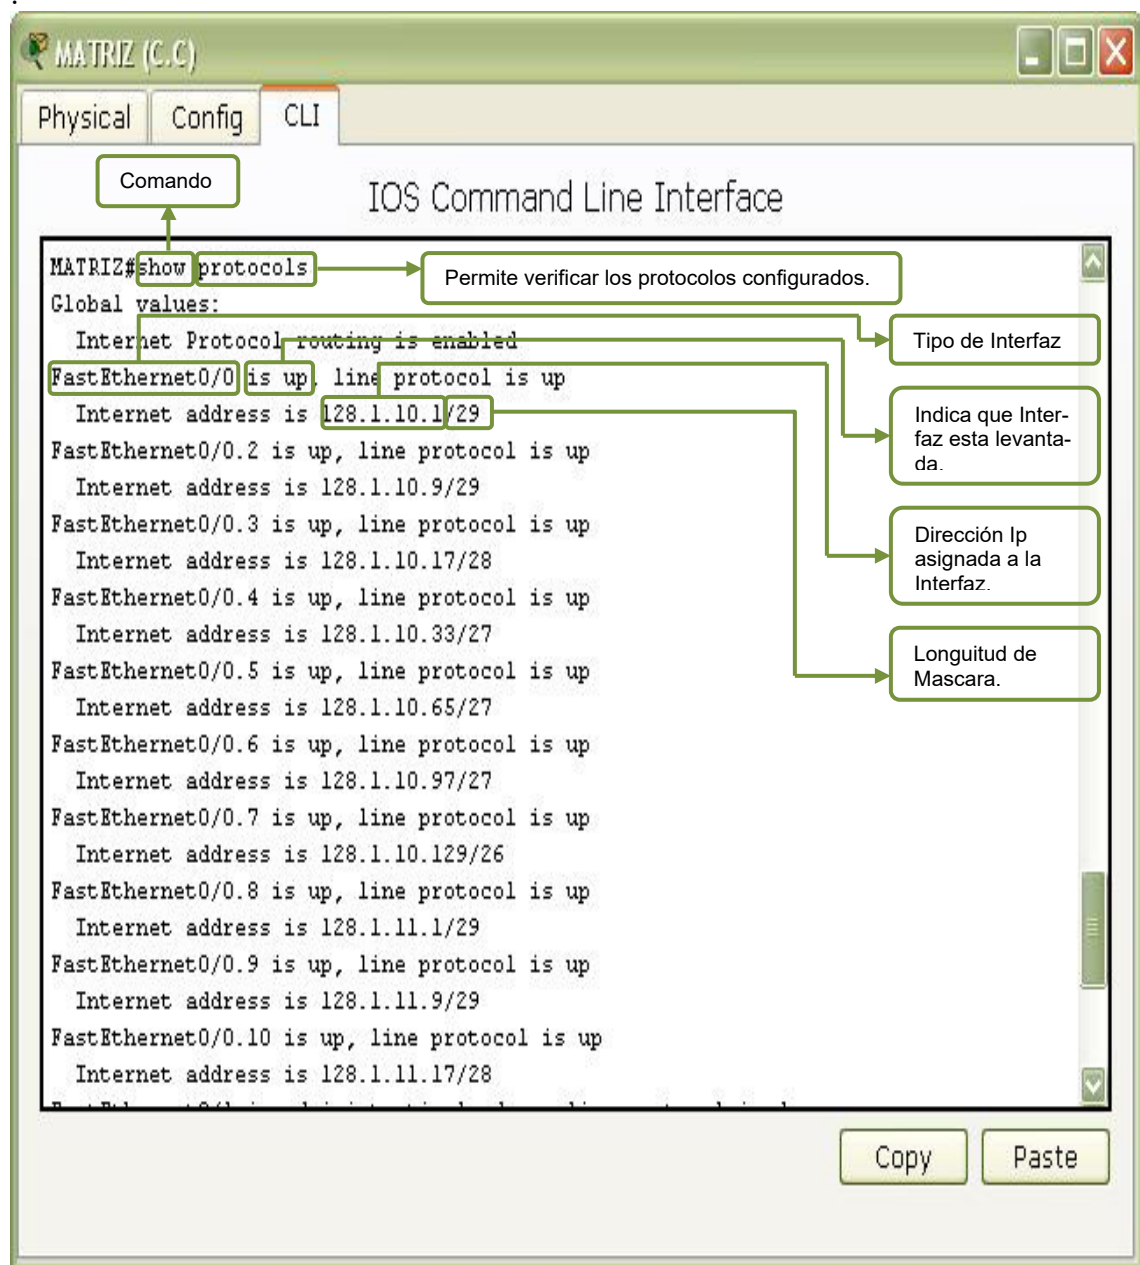 .
MATRIZ (C.C)
Physical Config CLI
Comando
IOS Command Line Interface
MATRIZ#show protocols
Permite verificar los protocolos configurados.
Global values:
Internet Protocol routing is enabled
Tipo de Interfaz
FastEthernet0/0 is up, line protocol is up
Internet address is 128.1.10.1/29
Indica que Inter-
faz esta levanta-
da.
FastEthernet0/0.2 is up, line protocol is up
Internet address is 128.1.10.9/29
FastEthernet0/0.3 is up, line protocol is up
Internet address is 128.1.10.17/28
Dirección Ip
asignada a la
Interfaz.
FastEthernet0/0.4 is up, line protocol is up
Internet address is 128.1.10.33/27
FastEthernet0/0.5 is up, line protocol is up
Internet address is 128.1.10.65/27
Longuitud de
Mascara.
FastEthernet0/0.6 is up, line protocol is up
Internet address is 128.1.10.97/27
FastEthernet0/0.7 is up, line protocol is up
Internet address is 128.1.10.129/26
FastEthernet0/0.8 is up, line protocol is up
Internet address is 128.1.11.1/29
FastEthernet0/0.9 is up, line protocol is up
Internet address is 128.1.11.9/29
FastEthernet0/0.10 is up, line protocol is up
Internet address is 128.1.11.17/28
Copy Paste